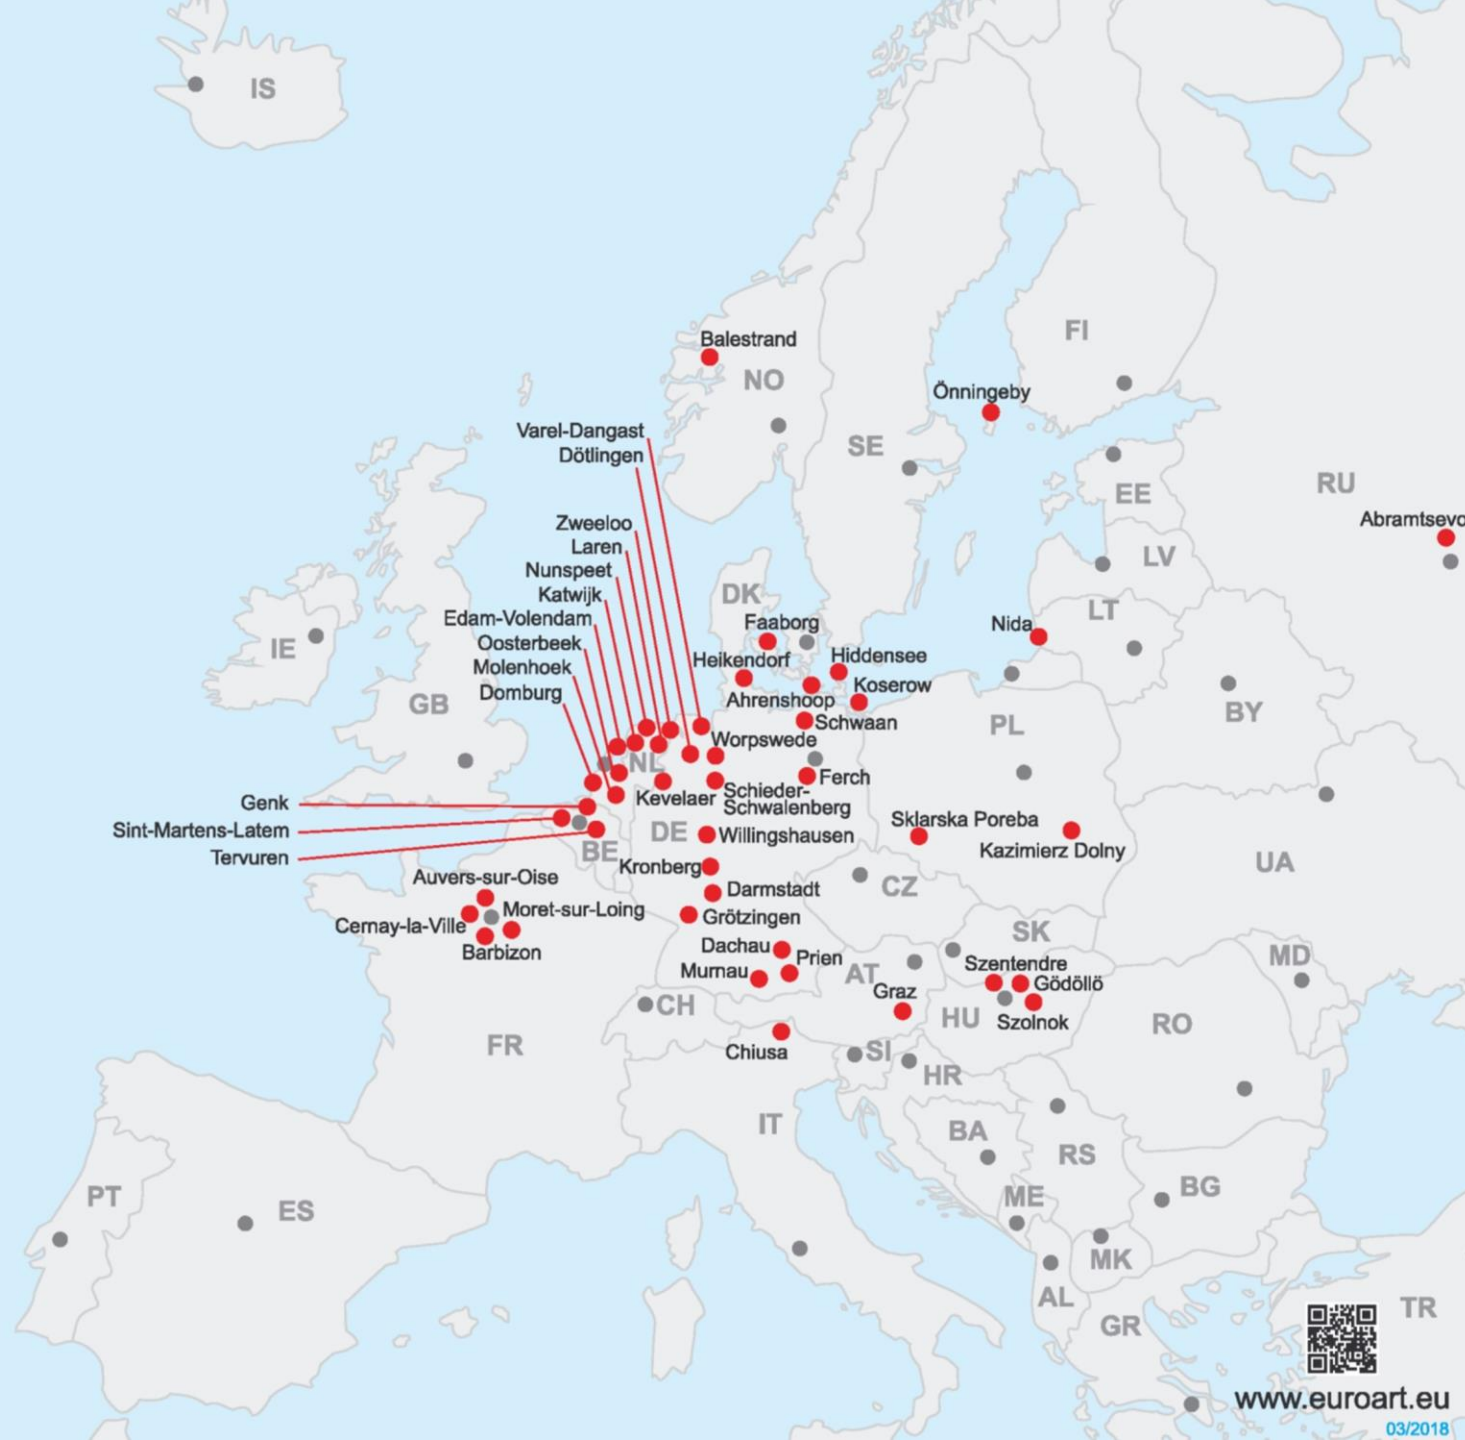 IS
Balestrand
NO
FI
Önningeby
Varel-Dangast
SE
Dötlingen
EE
RU
Abramtsevo
Zweeloo
Laren
LV
Nunspeet
DK
Katwijk
LT
Edam-Volendam
Faaborg
Nida
Oosterbeek
IE
Hiddensee
Heikendorf
Molenhoek
Koserow
Domburg
Ahrenshoop
GB
BY
Schwaan
PL
Worpswede
NL
Ferch
Kevelaer
Schieder-
Schwalenberg
Genk
Sklarska Poreba
Sint-Martens-Latem
DE
Willingshausen
BE
Kazimierz Dolny
Tervuren
UA
Kronberg
Auvers-sur-Oise
CZ
Darmstadt
Moret-sur-Loing
Grötzingen
Cernay-la-Ville
SK
Dachau
Barbizon
MD
Prien
Szentendre
Murnau
AT
Gödöllö
Graz
CH
HU
Szolnok
RO
FR
Chiusa
SI
HR
IT
BA
RS
BG
PT
ME
ES
MK
AL
TR
GR
www.euroart.eu
03/2018